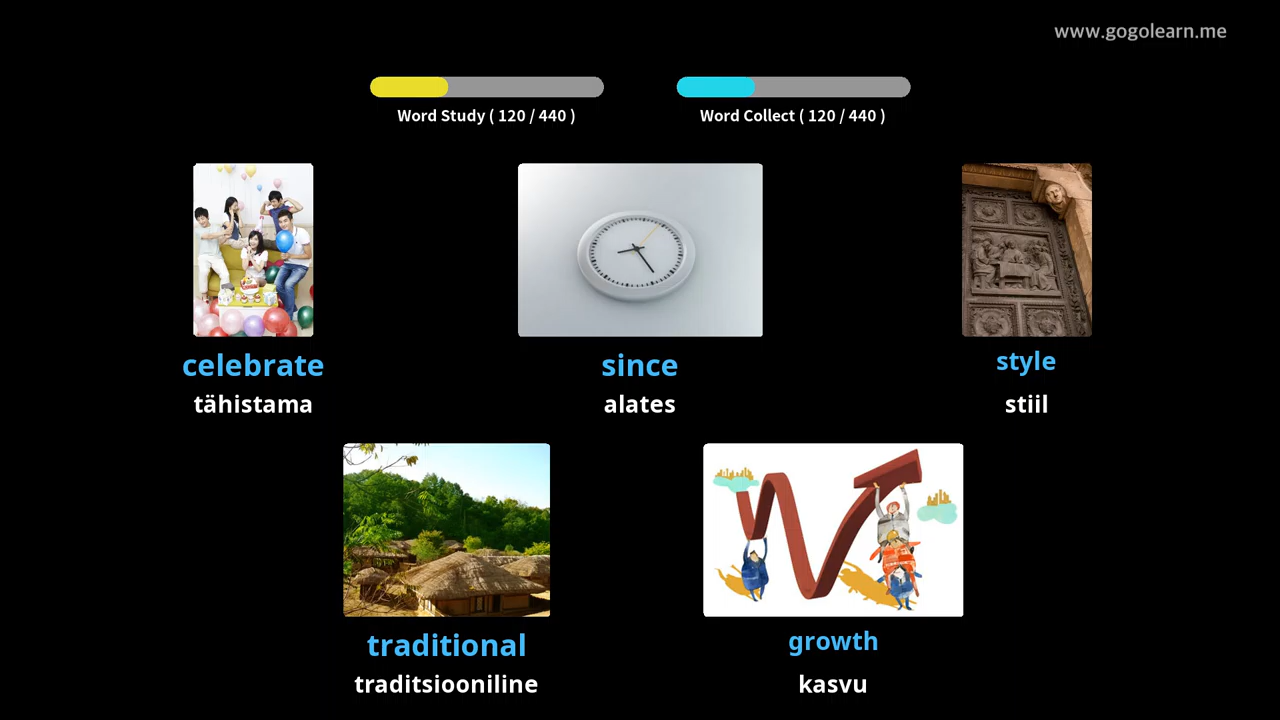 www.gogolearn.me
Word Study ( 120 / 440 )
Word Collect ( 120 / 440 )
celebrate
tähistama
since
alates
style
stiil
traditional
traditsiooniline
growth
kasvu